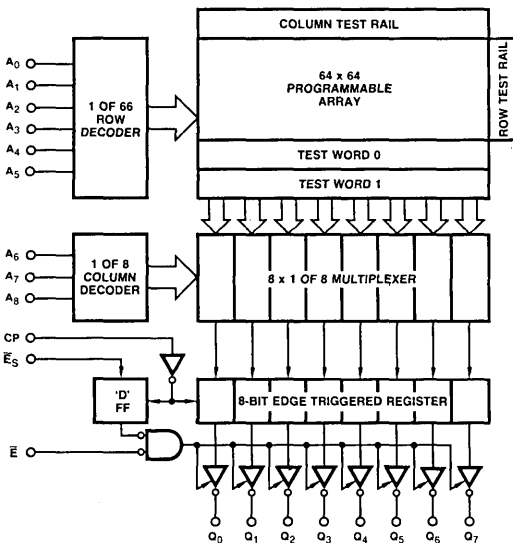 COLUMN TEST RAIL
A0
A1
A2
A3
A4
A5
1 OF 66
ROW
DECODER
64 x 64
PROGRAMMABLE
ARRAY
ROW TEST RAIL
TEST WORD 0
TEST WORD 1
A6
A7
A8
1 OF 8
COLUMN
DECODER
8 x 1 OF 8 MULTIPLEXER
CP
E̅S
'D'
FF
8-BIT EDGE TRIGGERED REGISTER
E̅
Q0 Q1 Q2 Q3 Q4 Q5 Q6 Q7